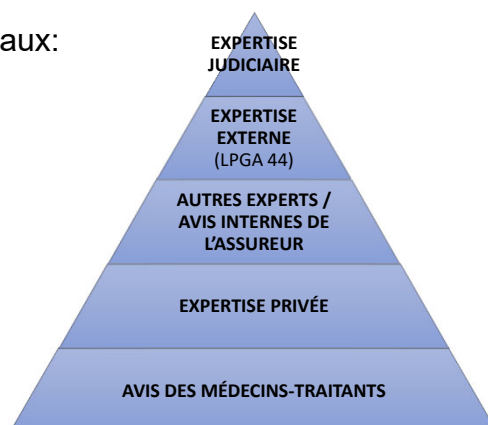 aux:
EXPERTISE
JUDICIAIRE
EXPERTISE
EXTERNE
(LPGA 44)
AUTRES EXPERTS /
AVIS INTERNES DE
L'ASSUREUR
EXPERTISE PRIVÉE
AVIS DES MÉDECINS-TRAITANTS